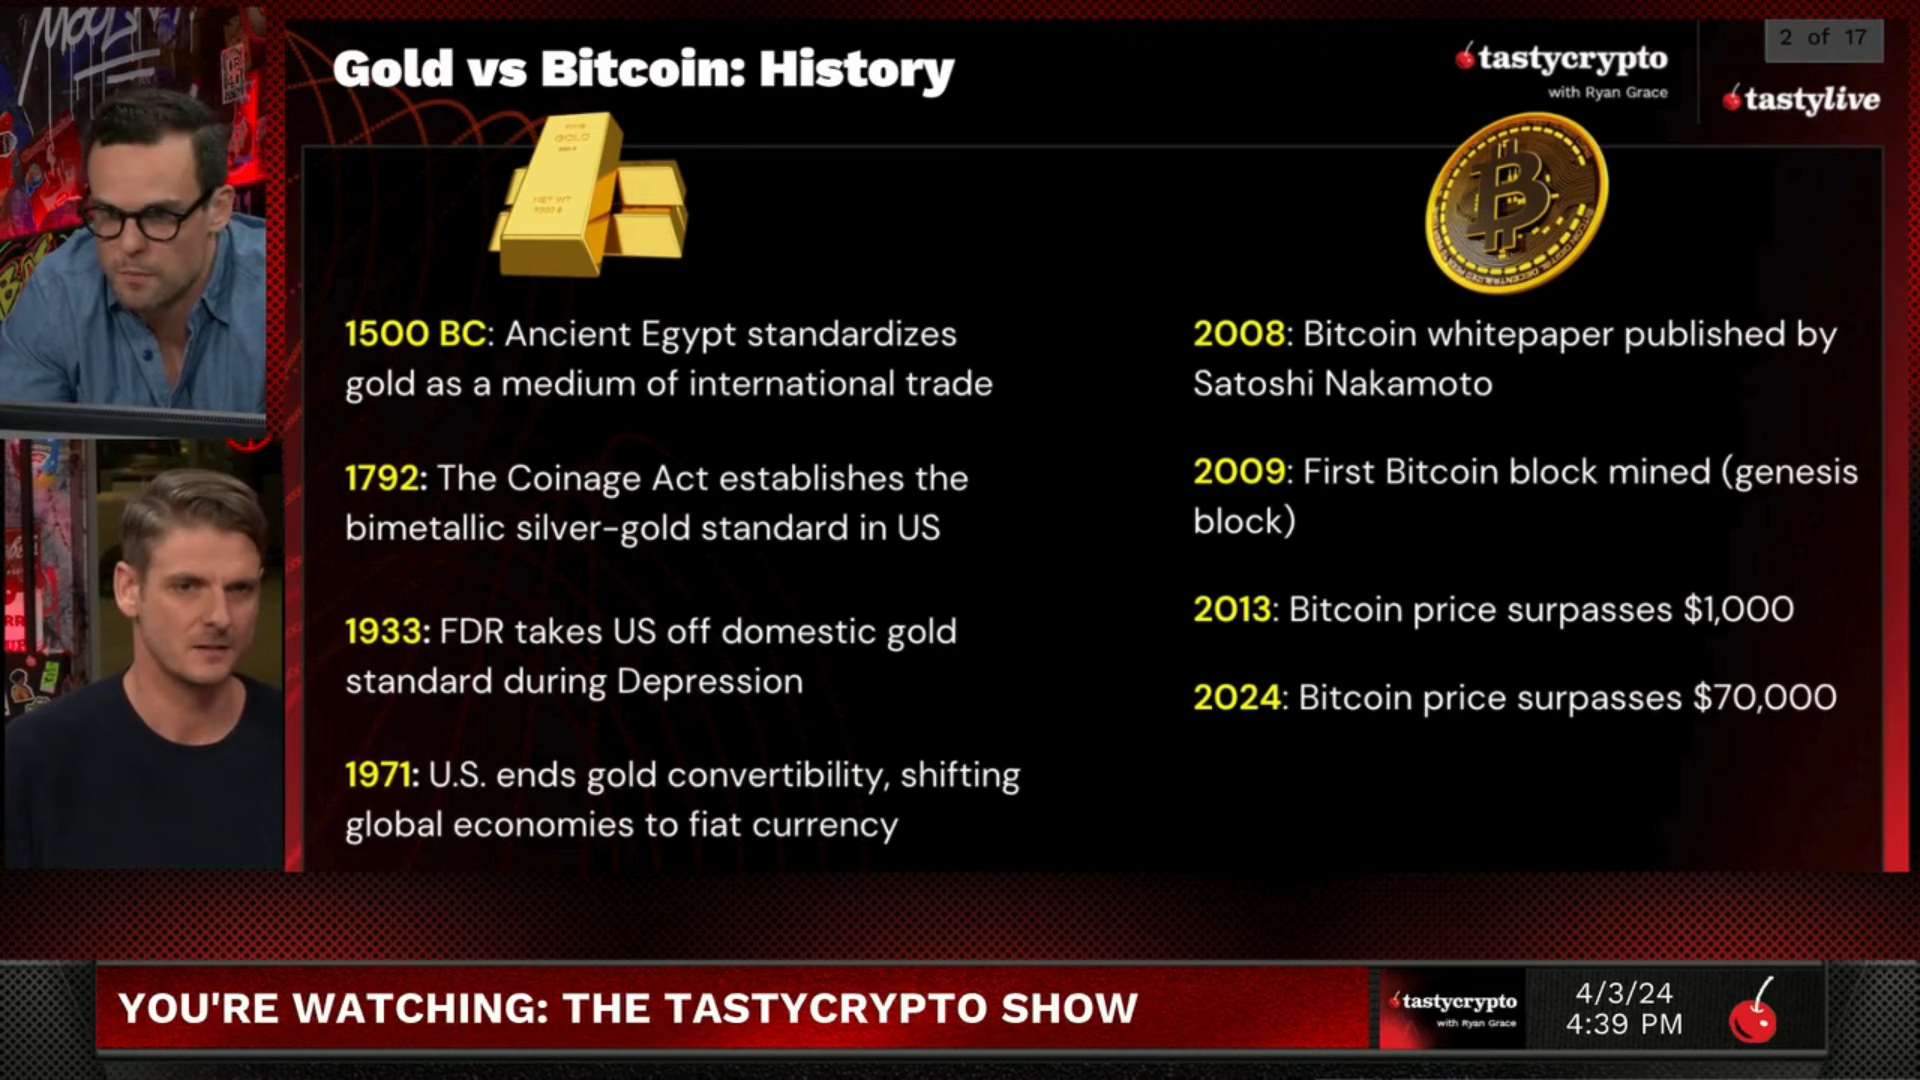 Gold vs Bitcoin: History
tastycrypto
with Ryan Grace
2 of 17
tastylive
GOLD
NET WT
1000 g
1500 BC: Ancient Egypt standardizes
gold as a medium of international trade
1792: The Coinage Act establishes the
bimetallic silver-gold standard in US
1933: FDR takes US off domestic gold
standard during Depression
1971: U.S. ends gold convertibility, shifting
global economies to fiat currency
2008: Bitcoin whitepaper published by
Satoshi Nakamoto
2009: First Bitcoin block mined (genesis
block)
2013: Bitcoin price surpasses $1,000
2024: Bitcoin price surpasses $70,000
YOU'RE WATCHING: THE TASTYCRYPTO SHOW
tastycrypto
with Ryan Grace
4/3/24
4:39 PM